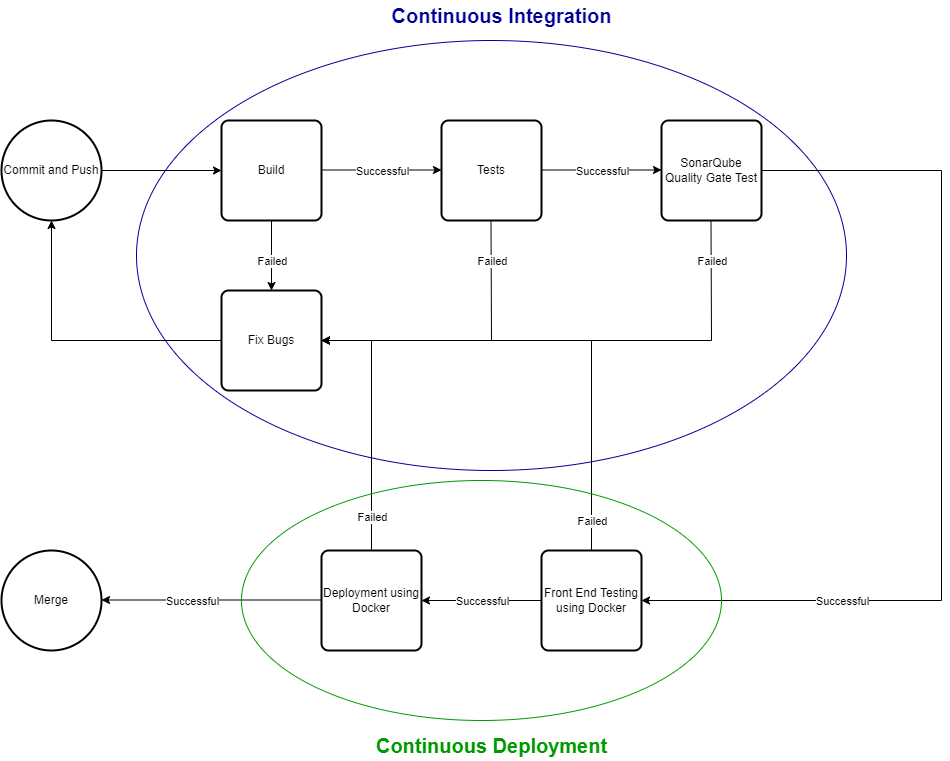 Continuous Integration
Commit and Push
Build
Successful
Tests
Successful
SonarQube
Quality Gate Test
Failed
Failed
Failed
Fix Bugs
Failed
Failed
Merge
Successful
Deployment using
Docker
Successful
Front End Testing
using Docker
Successful
Continuous Deployment